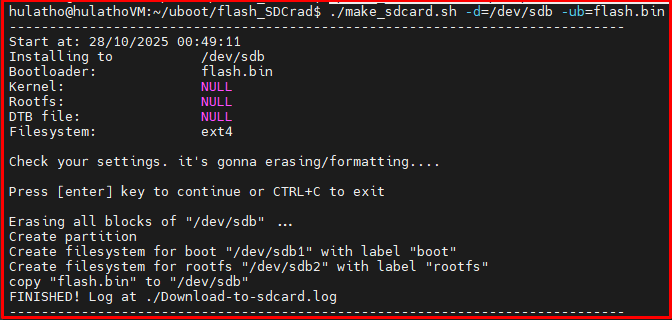 hulatho@hulathoVM:~/uboot/flash_SDCrad$ ./make_sdcard.sh -d=/dev/sdb -ub=flash.bin
--------------------------------------------------------------------------------
Start at: 28/10/2025 00:49:11
Installing to /dev/sdb
Bootloader: flash.bin
Kernel: NULL
Rootfs: NULL
DTB file: NULL
Filesystem: ext4
Check your settings. it's gonna erasing/formatting....
Press [enter] key to continue or CTRL+C to exit
Erasing all blocks of "/dev/sdb" ...
Create partition
Create filesystem for boot "/dev/sdb1" with label "boot"
Create filesystem for rootfs "/dev/sdb2" with label "rootfs"
copy "flash.bin" to "/dev/sdb"
FINISHED! Log at ./Download-to-sdcard.log
--------------------------------------------------------------------------------